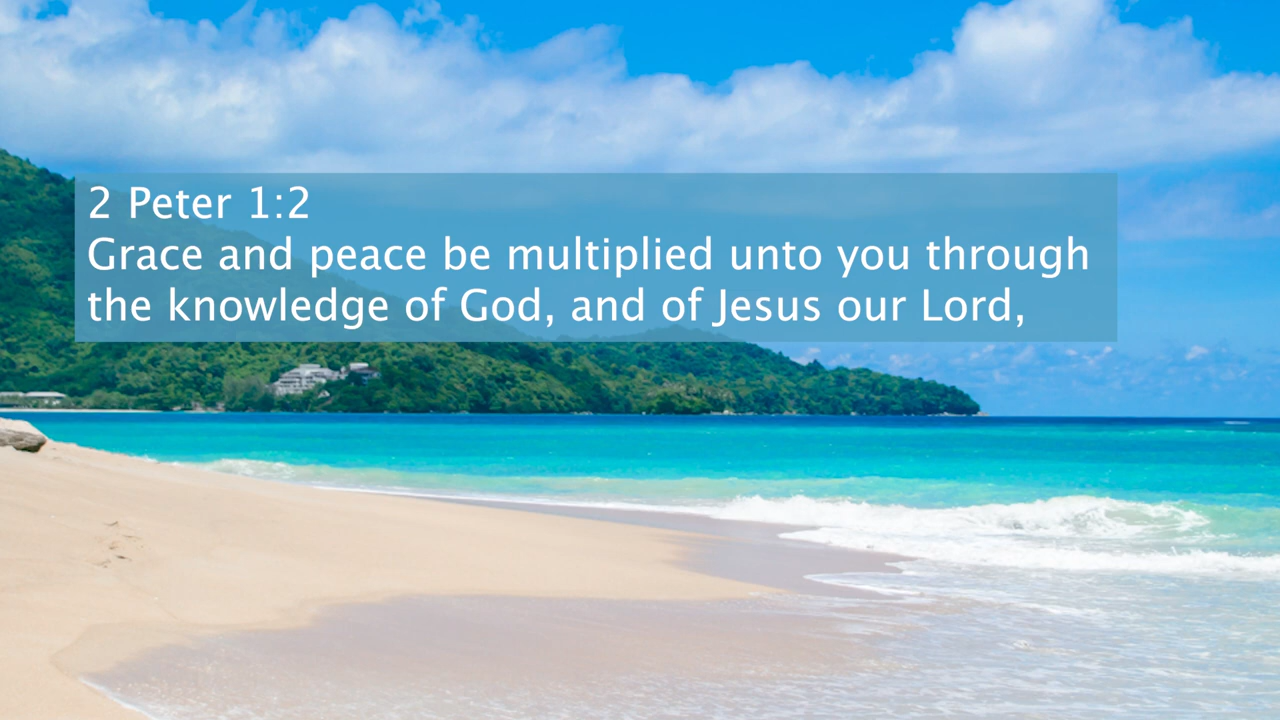 2 Peter 1:2
Grace and peace be multiplied unto you through
the knowledge of God, and of Jesus our Lord,